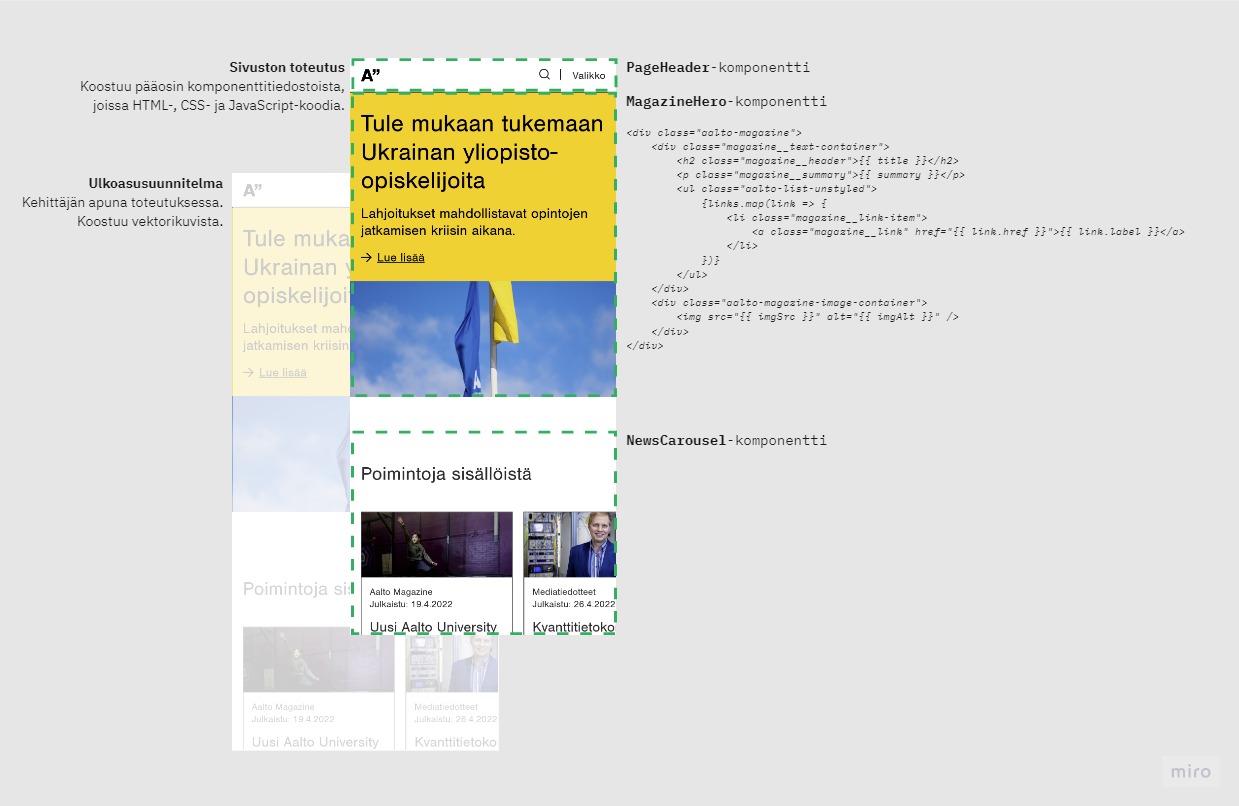 Sivuston toteutus
Koostuu pääosin komponenttitiedostoista,
joissa HTML-, CSS- ja JavaScript-koodia.
Ulkoasusuunnitelma
Kehittäjän apuna toteutuksessa.
Koostuu vektorikuvista.
A”
Tule muka
Ukrainan y
opiskelijoi
Lahjoitukset mahd
jatkamisen kriisin
→ Lue lisää
Poimintoja sis
Aalto Magazine
Julkaistu: 19.4.2022
Uusi Aalto University
Mediatiedotteet
Julkaistu: 26.4.2022
Kvanttitietoko
A”
Valikko
Tule mukaan tukemaan
Ukrainan yliopisto-
opiskelijoita
Lahjoitukset mahdollistavat opintojen
jatkamisen kriisin aikana.
→ Lue lisää
Poimintoja sisällöistä
Aalto Magazine
Julkaistu: 19.4.2022
Uusi Aalto University
Mediatiedotteet
Julkaistu: 26.4.2022
Kvanttitietoko
PageHeader-komponentti
MagazineHero-komponentti
<div class="aalto-magazine">
<div class="magazine__text-container">
<h2 class="magazine__header">{{ title }}</h2>
<p class="magazine__summary">{{ summary }}</p>
<ul class="aalto-list-unstyled">
{links.map(link => {
<li class="magazine__link-item">
<a class="magazine__link" href="{{ link.href }}">{{ link.label }}</a>
</li>
})}
</ul>
</div>
<div class="aalto-magazine-image-container">
<img src="{{ imgSrc }}" alt="{{ imgAlt }}" />
</div>
</div>
NewsCarousel-komponentti
miro